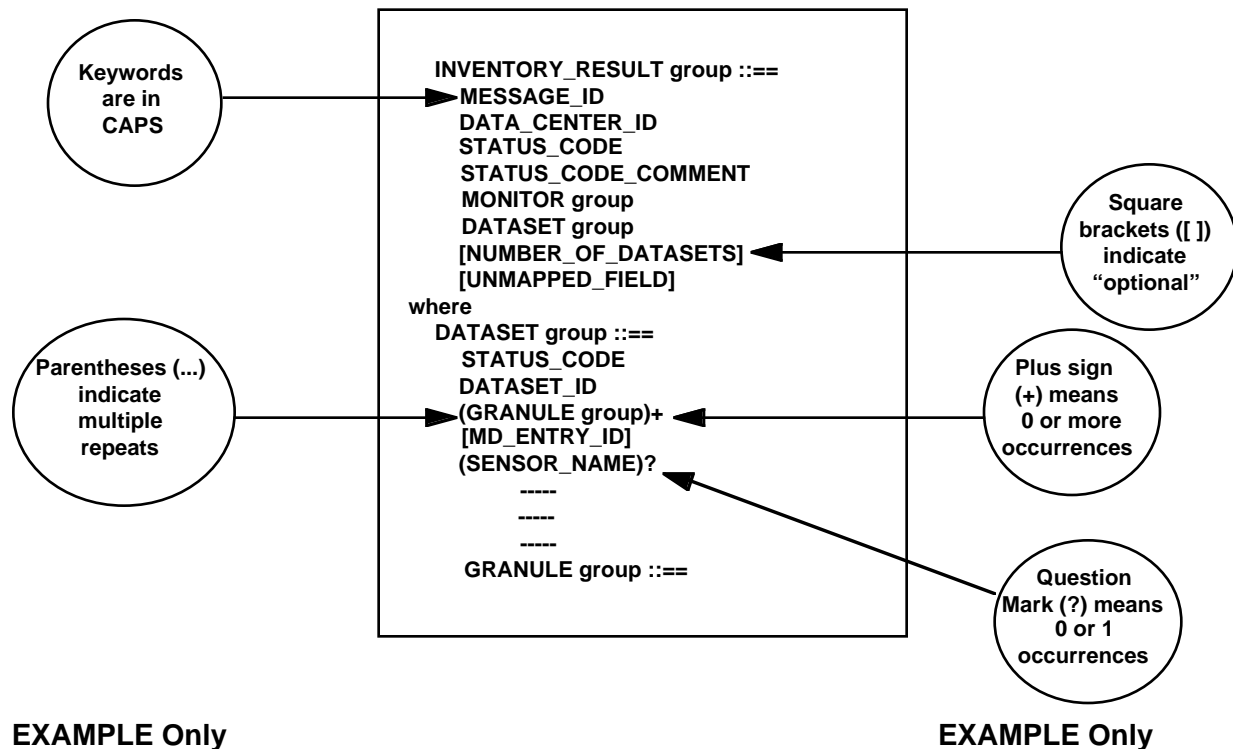 Keywords
are in
CAPS
INVENTORY_RESULT group ::==
MESSAGE_ID
DATA_CENTER_ID
STATUS_CODE
STATUS_CODE_COMMENT
MONITOR group
DATASET group
[NUMBER_OF_DATASETS]
[UNMAPPED_FIELD]
where
DATASET group ::==
STATUS_CODE
DATASET_ID
(GRANULE group)+
[MD_ENTRY_ID]
(SENSOR_NAME)?
-----
-----
-----
GRANULE group ::==
Square
brackets ([ ])
indicate
“optional”
Parentheses (...)
indicate
multiple
repeats
Plus sign
(+) means
0 or more
occurrences
Question
Mark (?) means
0 or 1
occurrences
EXAMPLE Only
EXAMPLE Only